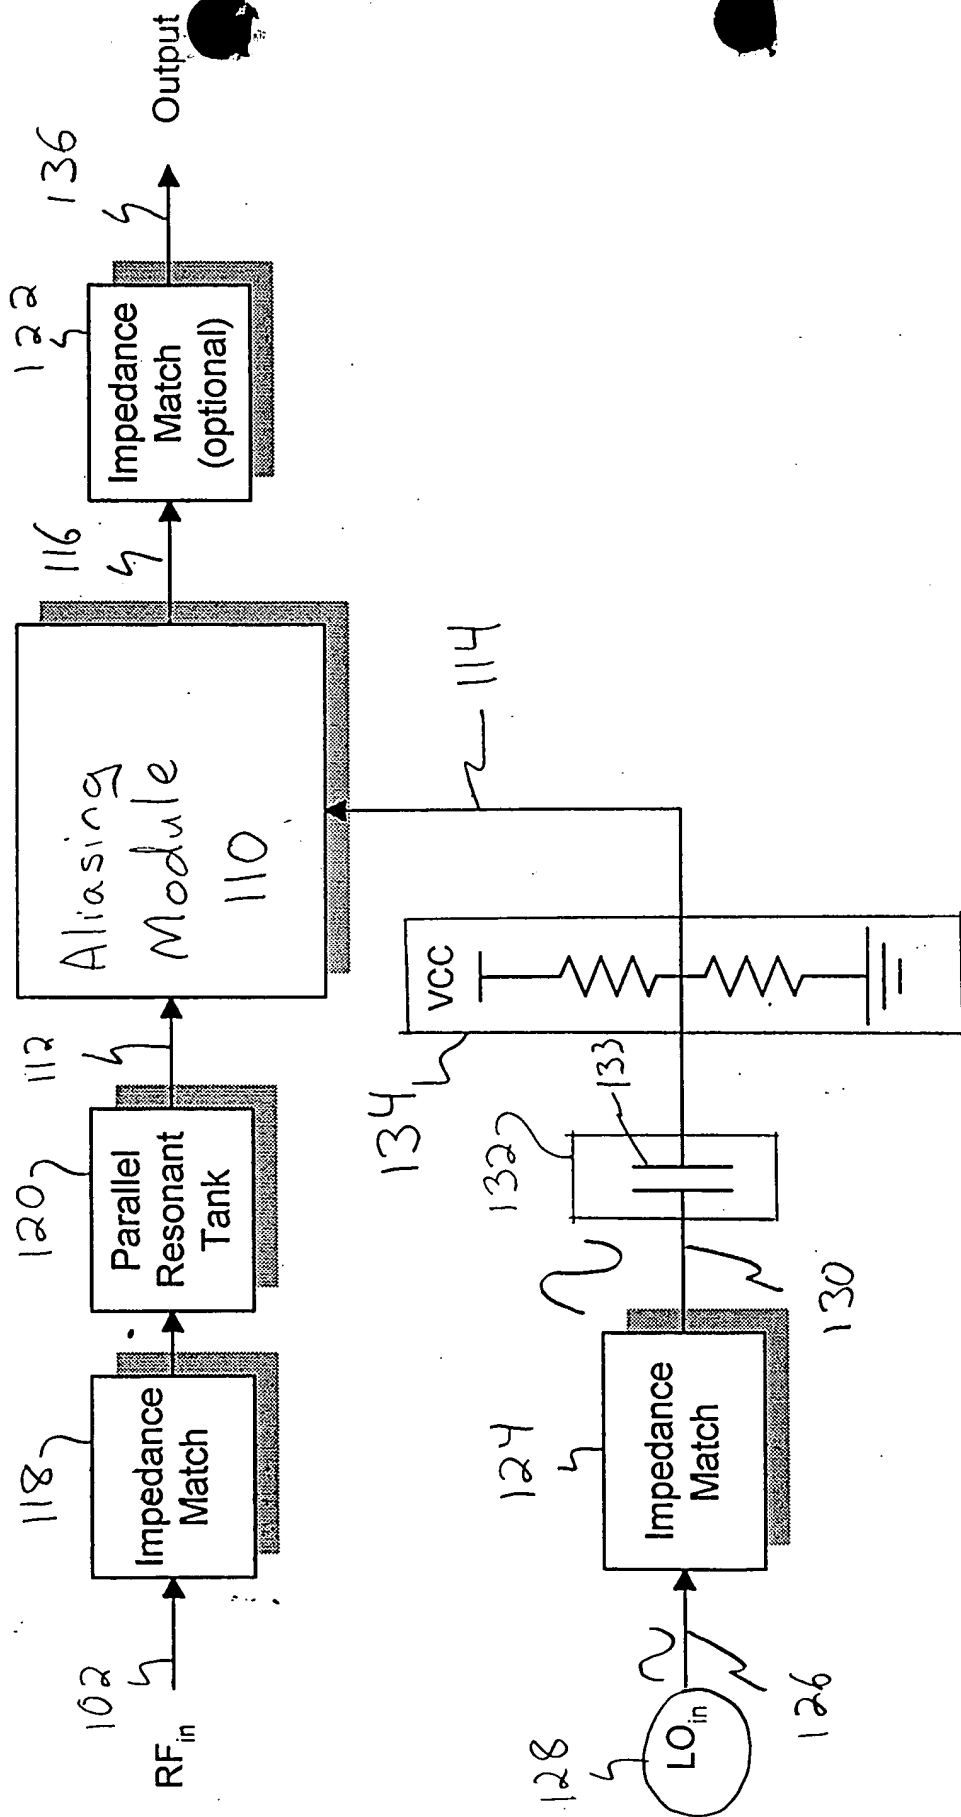 RFin
102
118
Impedance
Match
120
Parallel
Resonant
Tank
112
Aliasing
Module
110
116
122
Impedance
Match
(optional)
136
Output
128
LOin
126
124
Impedance
Match
130
132
133
134
VCC
114